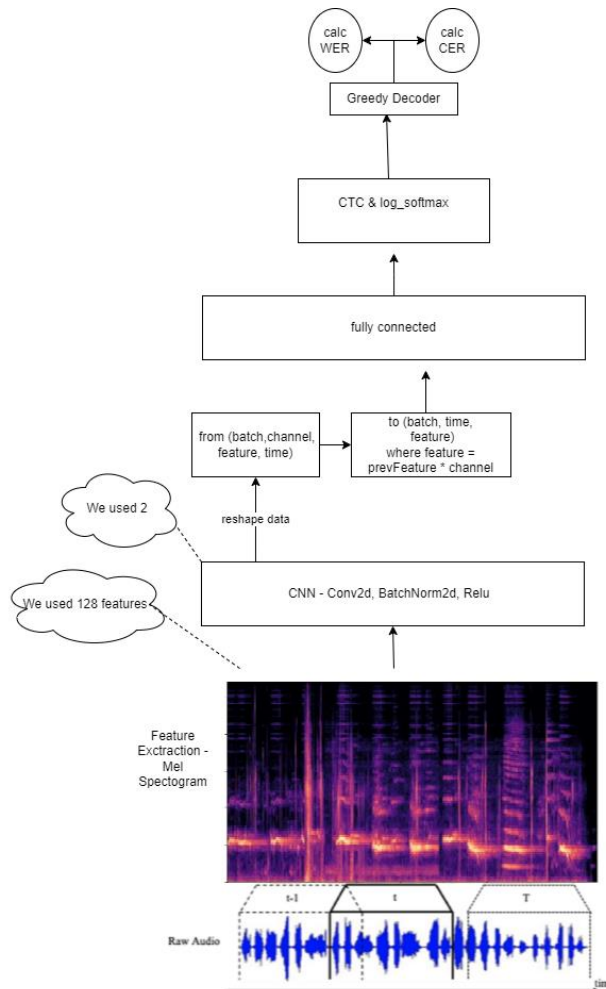 calc
WER
calc
CER
Greedy Decoder
CTC & log_softmax
fully connected
from (batch,channel,
feature, time)
to (batch, time,
feature)
where feature =
prevFeature * channel
We used 2
reshape data
CNN - Conv2d, BatchNorm2d, Relu
We used 128 features
Feature
Exctraction -
Mel
Spectogram
t-1
t
T
Raw Audio